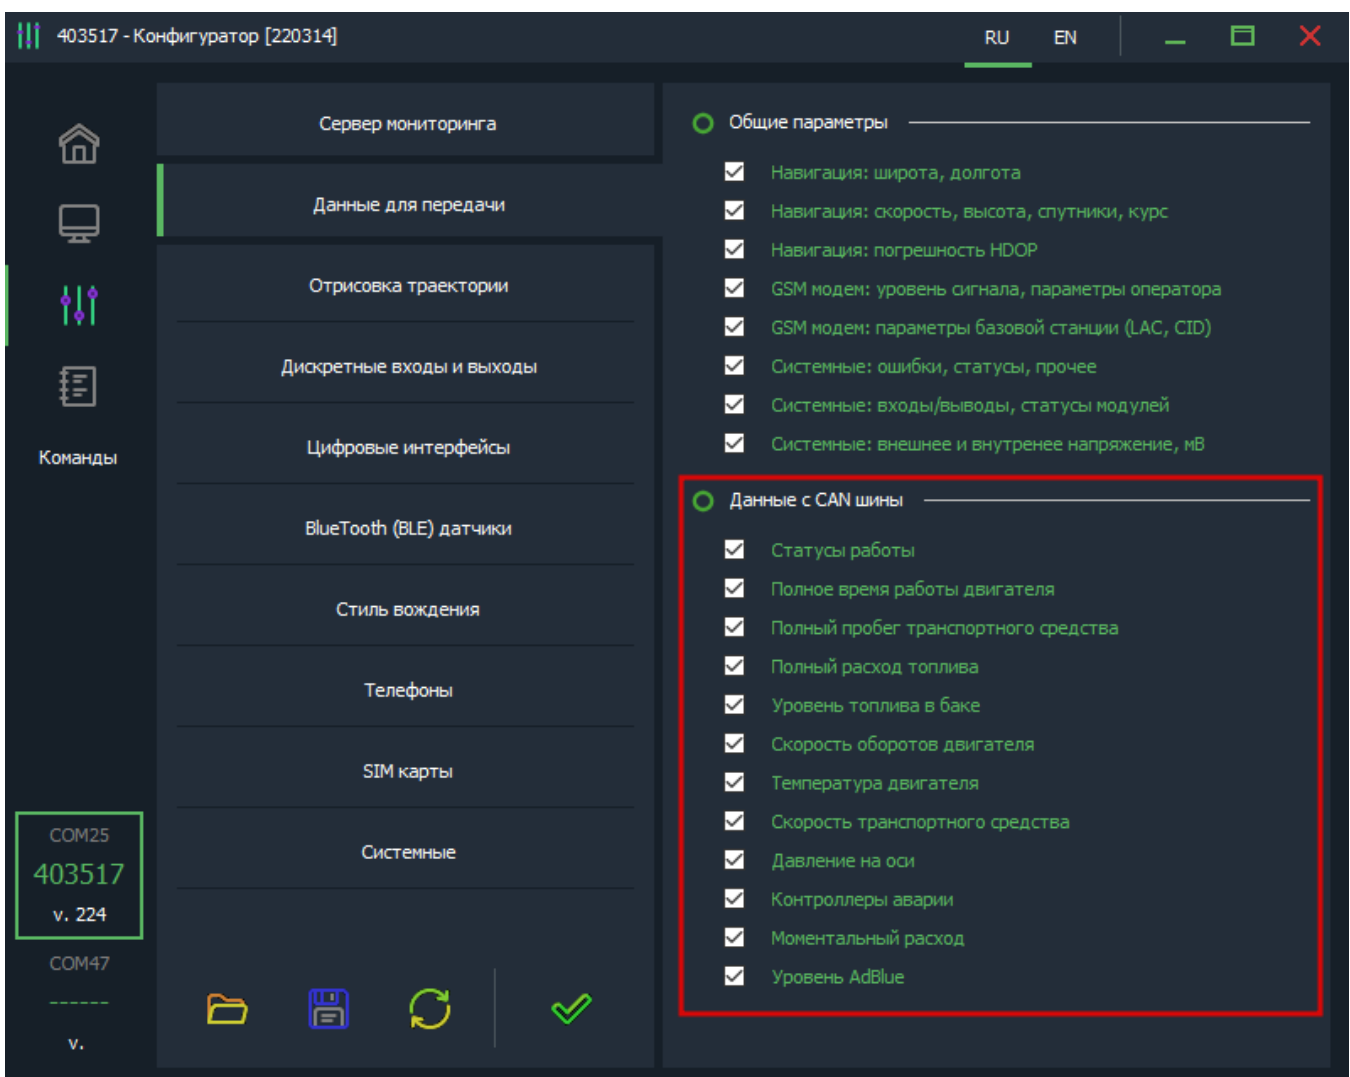 403517 - Конфигуратор [220314]
RU
EN
Команды
COM25
403517
v. 224
COM47
------
v.
Сервер мониторинга
Данные для передачи
Отрисовка траектории
Дискретные входы и выходы
Цифровые интерфейсы
BlueTooth (BLE) датчики
Стиль вождения
Телефоны
SIM карты
Системные
Общие параметры
Навигация: широта, долгота
Навигация: скорость, высота, спутники, курс
Навигация: погрешность HDOP
GSM модем: уровень сигнала, параметры оператора
GSM модем: параметры базовой станции (LAC, CID)
Системные: ошибки, статусы, прочее
Системные: входы/выводы, статусы модулей
Системные: внешнее и внутренее напряжение, мВ
Данные с CAN шины
Статусы работы
Полное время работы двигателя
Полный пробег транспортного средства
Полный расход топлива
Уровень топлива в баке
Скорость оборотов двигателя
Температура двигателя
Скорость транспортного средства
Давление на оси
Контроллеры аварии
Моментальный расход
Уровень AdBlue